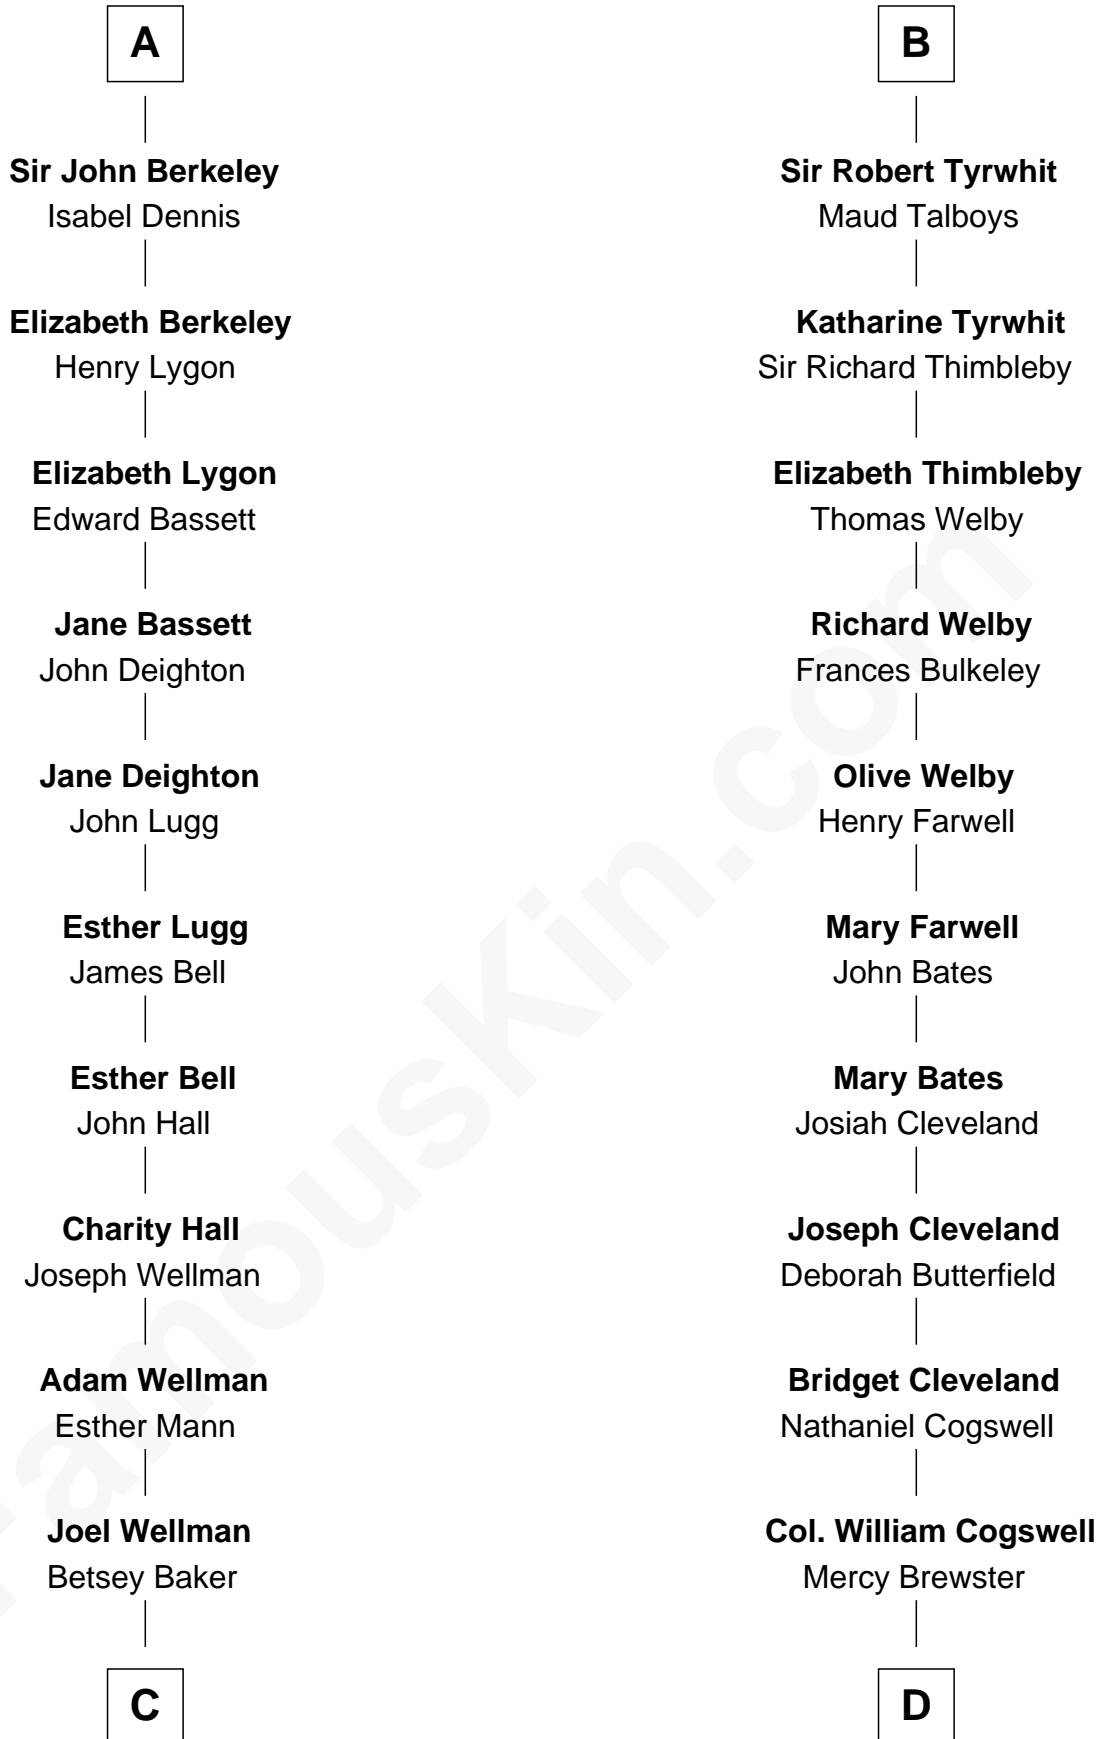 A
Sir John Berkeley
Isabel Dennis
Elizabeth Berkeley
Henry Lygon
Elizabeth Lygon
Edward Bassett
Jane Bassett
John Deighton
Jane Deighton
John Lugg
Esther Lugg
James Bell
Esther Bell
John Hall
Charity Hall
Joseph Wellman
Adam Wellman
Esther Mann
Joel Wellman
Betsey Baker
C
B
Sir Robert Tyrwhit
Maud Talboys
Katharine Tyrwhit
Sir Richard Thimbleby
Elizabeth Thimbleby
Thomas Welby
Richard Welby
Frances Bulkeley
Olive Welby
Henry Farwell
Mary Farwell
John Bates
Mary Bates
Josiah Cleveland
Joseph Cleveland
Deborah Butterfield
Bridget Cleveland
Nathaniel Cogswell
Col. William Cogswell
Mercy Brewster
D
FamousKin.com